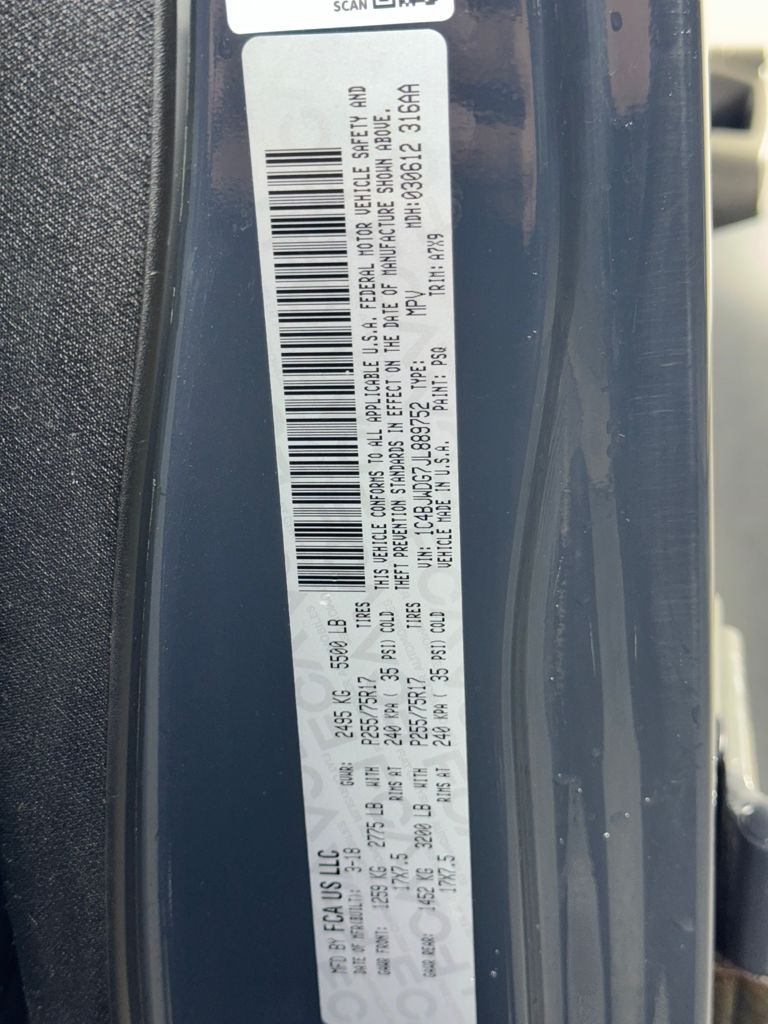 SCAN
MFD BY FCA US LLC
DATE OF MFR(BUILT): 3-18 GVWR: 2495 KG 5500 LB
GAWR FRONT: 1259 KG 2775 LB WITH P255/75R17 TIRES
17X7.5 RIMS AT 240 KPA ( 35 PSI) COLD
GAWR REAR: 1452 KG 3200 LB WITH P255/75R17 TIRES
17X7.5 RIMS AT 240 KPA ( 35 PSI) COLD
THIS VEHICLE CONFORMS TO ALL APPLICABLE U.S.A. FEDERAL MOTOR VEHICLE SAFETY AND
THEFT PREVENTION STANDARDS IN EFFECT ON THE DATE OF MANUFACTURE SHOWN ABOVE.
VIN: 1C4BJWDG7JL889752 TYPE: MPV MDH:030612 316AA
VEHICLE MADE IN U.S.A. PAINT: PSQ TRIM: A7X9